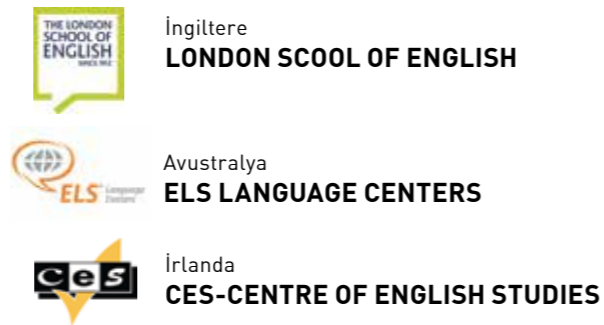 THE LONDON
SCHOOL OF
ENGLISH
SINCE 1912
İngiltere
LONDON SCOOL OF ENGLISH
ELS Language
Centers
Avustralya
ELS LANGUAGE CENTERS
ces
İrlanda
CES-CENTRE OF ENGLISH STUDIES